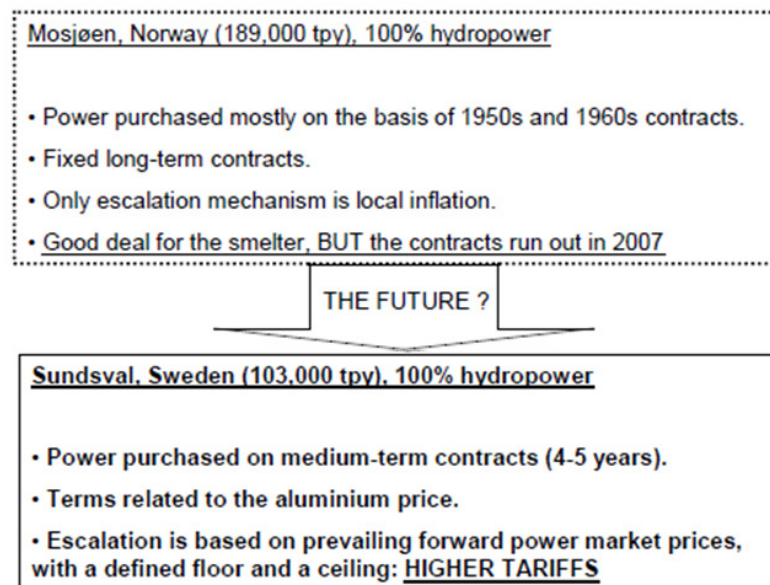 Mosjøen, Norway (189,000 tpy), 100% hydropower
• Power purchased mostly on the basis of 1950s and 1960s contracts.
• Fixed long-term contracts.
• Only escalation mechanism is local inflation.
• Good deal for the smelter, BUT the contracts run out in 2007
THE FUTURE ?
Sundsval, Sweden (103,000 tpy), 100% hydropower
• Power purchased on medium-term contracts (4-5 years).
• Terms related to the aluminium price.
• Escalation is based on prevailing forward power market prices,
with a defined floor and a ceiling: HIGHER TARIFFS